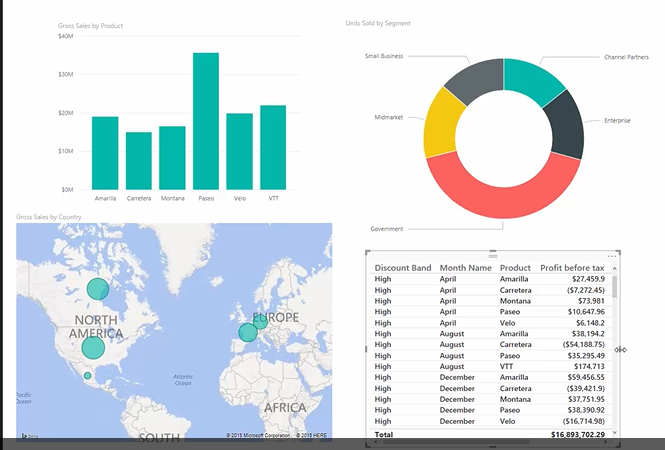 Gross Sales by Product
$40M
$30M
$20M
$10M
$0M
Amarilla Carretera Montana Paseo Velo VTT
Units Sold by Segment
Small Business
Channel Partners
Midmarket
Enterprise
Government
Gross Sales by Country
NORTH
AMERICA
EUROPE
Atlantic
Ocean
Pacific
Ocean
AFRICA
SOUTH
bing
© 2015 Microsoft Corporation © 2015 HERE
Discount Band Month Name Product Profit before tax
High April Amarilla $27,459.9
High April Carretera ($7,272.45)
High April Montana $73,981
High April Paseo $10,647.96
High April Velo $6,148.2
High August Amarilla $38,194.2
High August Carretera ($54,188.75)
High August Paseo $35,295.49
High August VTT $174,713
High December Amarilla $59,456.55
High December Carretera ($39,421.9)
High December Montana $37,751.95
High December Paseo $38,390.92
High December Velo ($16,714.98)
Total $16,893,702.29